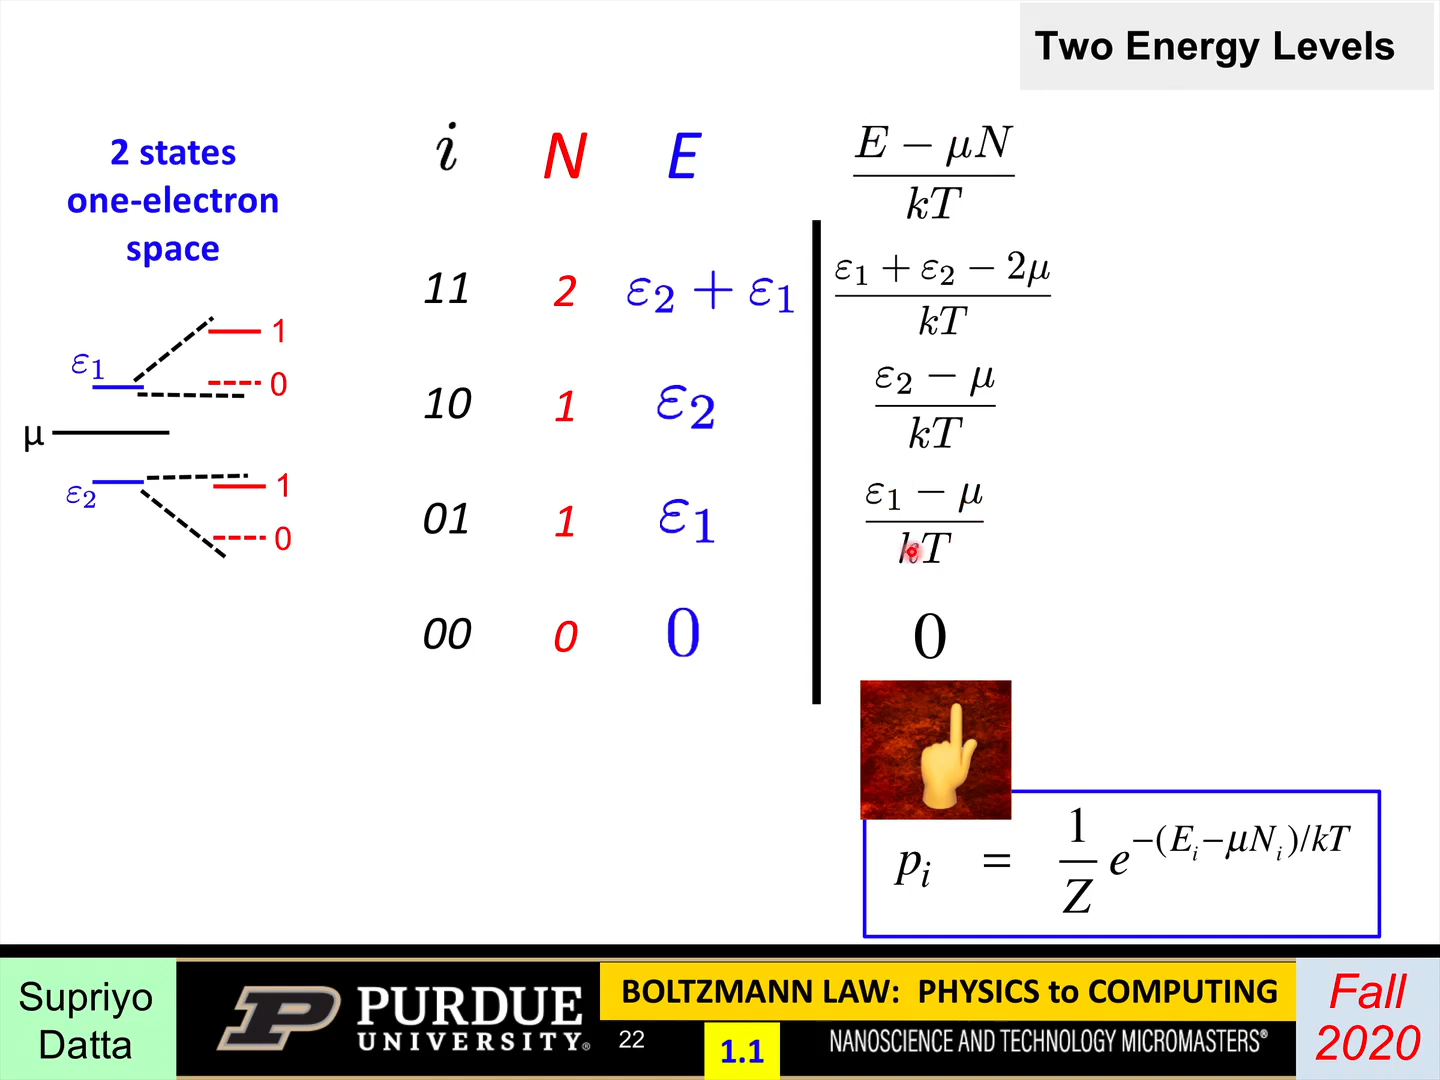 Two Energy Levels
2 states
one-electron
space
ε₁
1
0
μ
ε₂
1
0
i N E (E − μN)/kT
11 2 ε₂ + ε₁ (ε₁ + ε₂ − 2μ)/kT
10 1 ε₂ (ε₂ − μ)/kT
01 1 ε₁ (ε₁ − μ)/kT
00 0 0 0
pᵢ = 1/Z e^−(Eᵢ−μNᵢ)/kT
Supriyo
Datta
PURDUE
UNIVERSITY®
22
BOLTZMANN LAW: PHYSICS to COMPUTING
1.1
NANOSCIENCE AND TECHNOLOGY MICROMASTERS®
Fall
2020